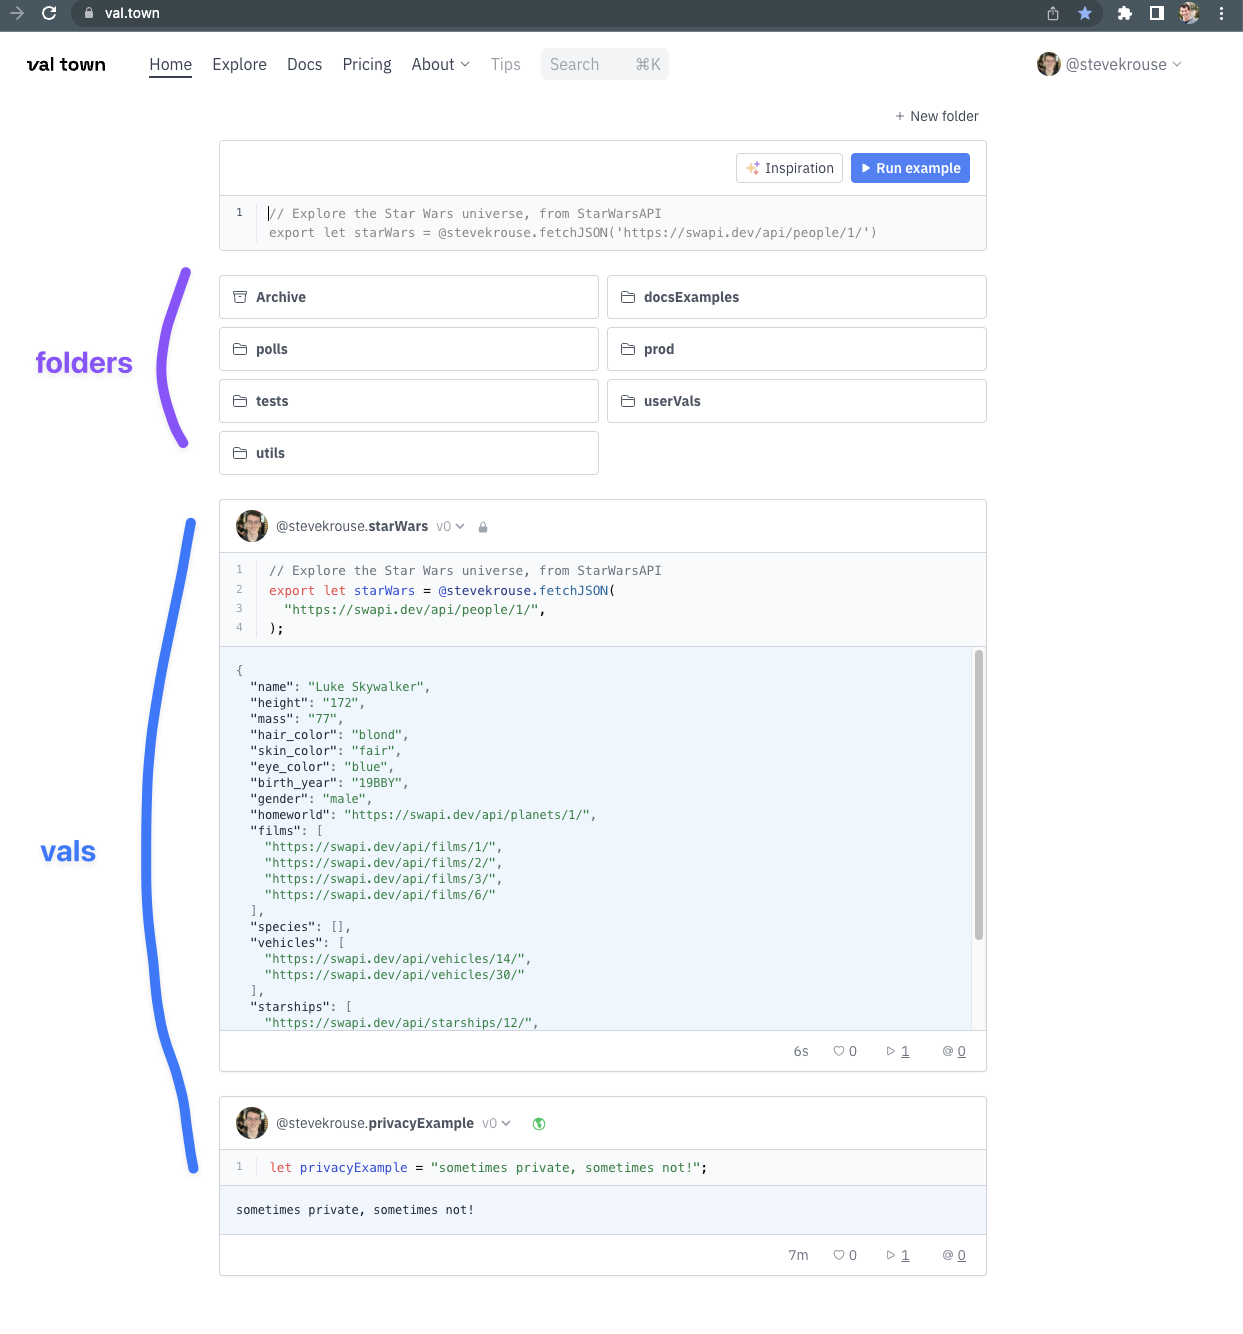 val.town
val town
Home Explore Docs Pricing About Tips Search ⌘K @stevekrouse
+ New folder
Inspiration Run example
1 // Explore the Star Wars universe, from StarWarsAPI
export let starWars = @stevekrouse.fetchJSON('https://swapi.dev/api/people/1/')
folders
Archive docsExamples
polls prod
tests userVals
utils
vals
@stevekrouse.starWars v0
1 // Explore the Star Wars universe, from StarWarsAPI
2 export let starWars = @stevekrouse.fetchJSON(
3 "https://swapi.dev/api/people/1/",
4 );
{
"name": "Luke Skywalker",
"height": "172",
"mass": "77",
"hair_color": "blond",
"skin_color": "fair",
"eye_color": "blue",
"birth_year": "19BBY",
"gender": "male",
"homeworld": "https://swapi.dev/api/planets/1/",
"films": [
"https://swapi.dev/api/films/1/",
"https://swapi.dev/api/films/2/",
"https://swapi.dev/api/films/3/",
"https://swapi.dev/api/films/6/"
],
"species": [],
"vehicles": [
"https://swapi.dev/api/vehicles/14/",
"https://swapi.dev/api/vehicles/30/"
],
"starships": [
"https://swapi.dev/api/starships/12/",
6s 0 1 @ 0
@stevekrouse.privacyExample v0
1 let privacyExample = "sometimes private, sometimes not!";
sometimes private, sometimes not!
7m 0 1 @ 0